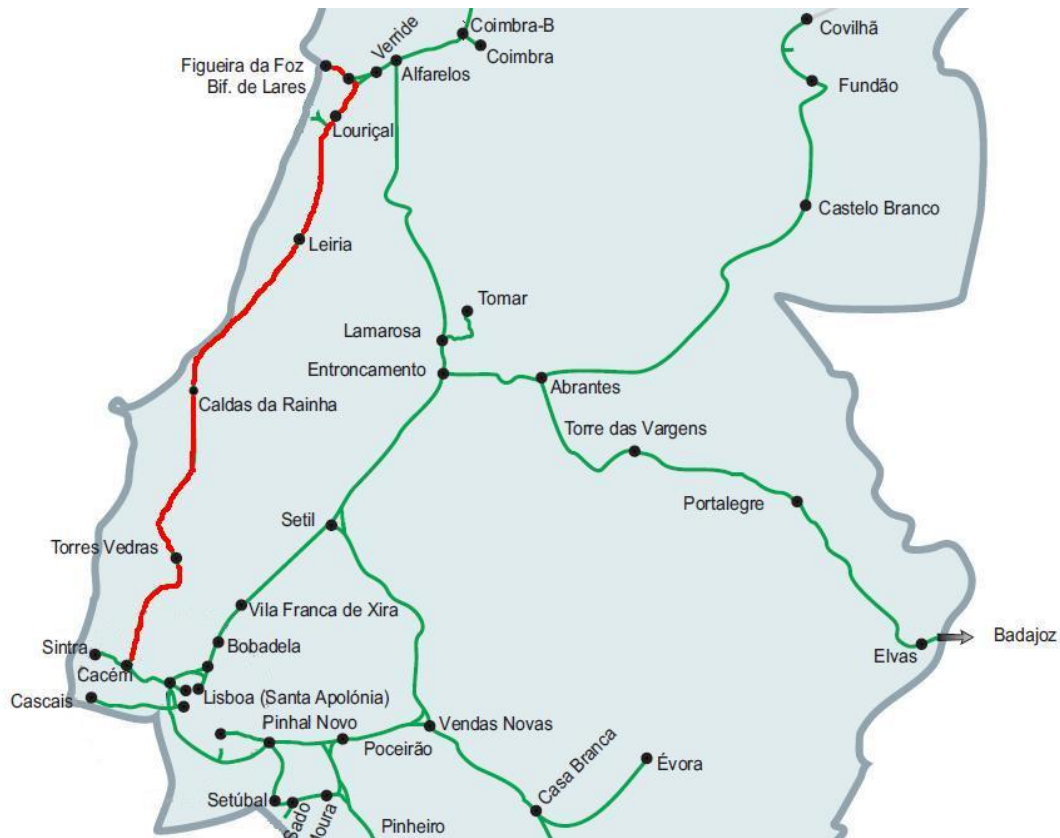 Coimbra-B
Covilhã
Verride
Coimbra
Figueira da Foz
Alfarelos
Bif. de Lares
Fundão
Louriçal
Castelo Branco
Leiria
Tomar
Lamarosa
Entroncamento
Abrantes
Caldas da Rainha
Torre das Vargens
Portalegre
Setil
Torres Vedras
Vila Franca de Xira
Badajoz
Sintra
Bobadela
Elvas
Cacém
Lisboa (Santa Apolónia)
Cascais
Pinhal Novo
Vendas Novas
Poceirão
Casa Branca
Évora
Setúbal
Sado
Moura
Pinheiro